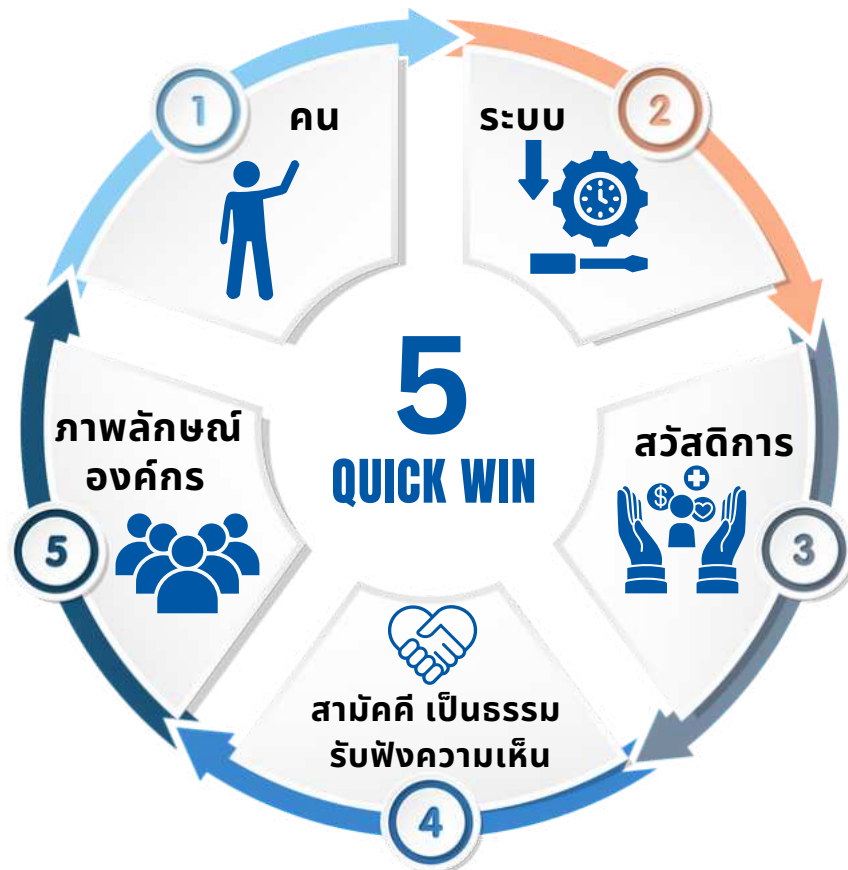 5
QUICK WIN
1
คน
2
ระบบ
3
สวัสดิการ
$
4
สามัคคี เป็นธรรม
รับฟังความเห็น
5
ภาพลักษณ์
องค์กร